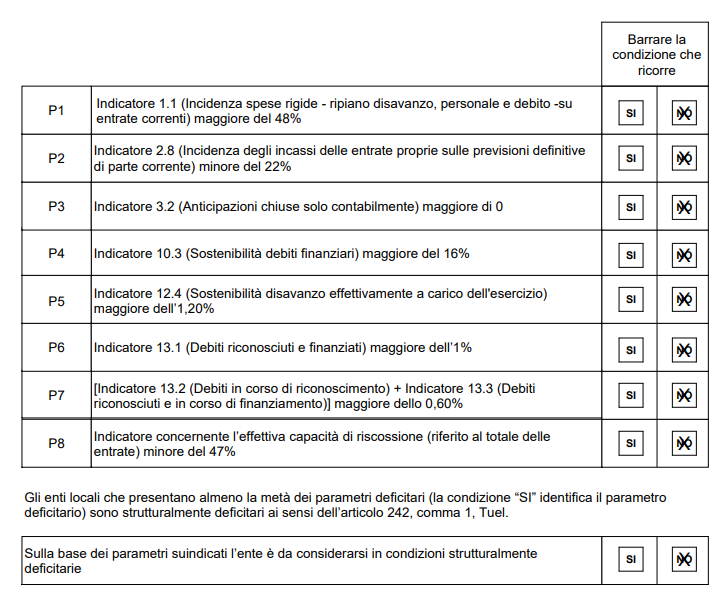 Barrare la
condizione che
ricorre
P1
Indicatore 1.1 (Incidenza spese rigide - ripiano disavanzo, personale e debito -su
entrate correnti) maggiore del 48%
SI
NO
P2
Indicatore 2.8 (Incidenza degli incassi delle entrate proprie sulle previsioni definitive
di parte corrente) minore del 22%
SI
NO
P3
Indicatore 3.2 (Anticipazioni chiuse solo contabilmente) maggiore di 0
SI
NO
P4
Indicatore 10.3 (Sostenibilità debiti finanziari) maggiore del 16%
SI
NO
P5
Indicatore 12.4 (Sostenibilità disavanzo effettivamente a carico dell'esercizio)
maggiore dell’1,20%
SI
NO
P6
Indicatore 13.1 (Debiti riconosciuti e finanziati) maggiore dell’1%
SI
NO
P7
[Indicatore 13.2 (Debiti in corso di riconoscimento) + Indicatore 13.3 (Debiti
riconosciuti e in corso di finanziamento)] maggiore dello 0,60%
SI
NO
P8
Indicatore concernente l’effettiva capacità di riscossione (riferito al totale delle
entrate) minore del 47%
SI
NO
Gli enti locali che presentano almeno la metà dei parametri deficitari (la condizione “SI” identifica il parametro
deficitario) sono strutturalmente deficitari ai sensi dell’articolo 242, comma 1, Tuel.
Sulla base dei parametri suindicati l’ente è da considerarsi in condizioni strutturalmente
deficitarie
SI
NO